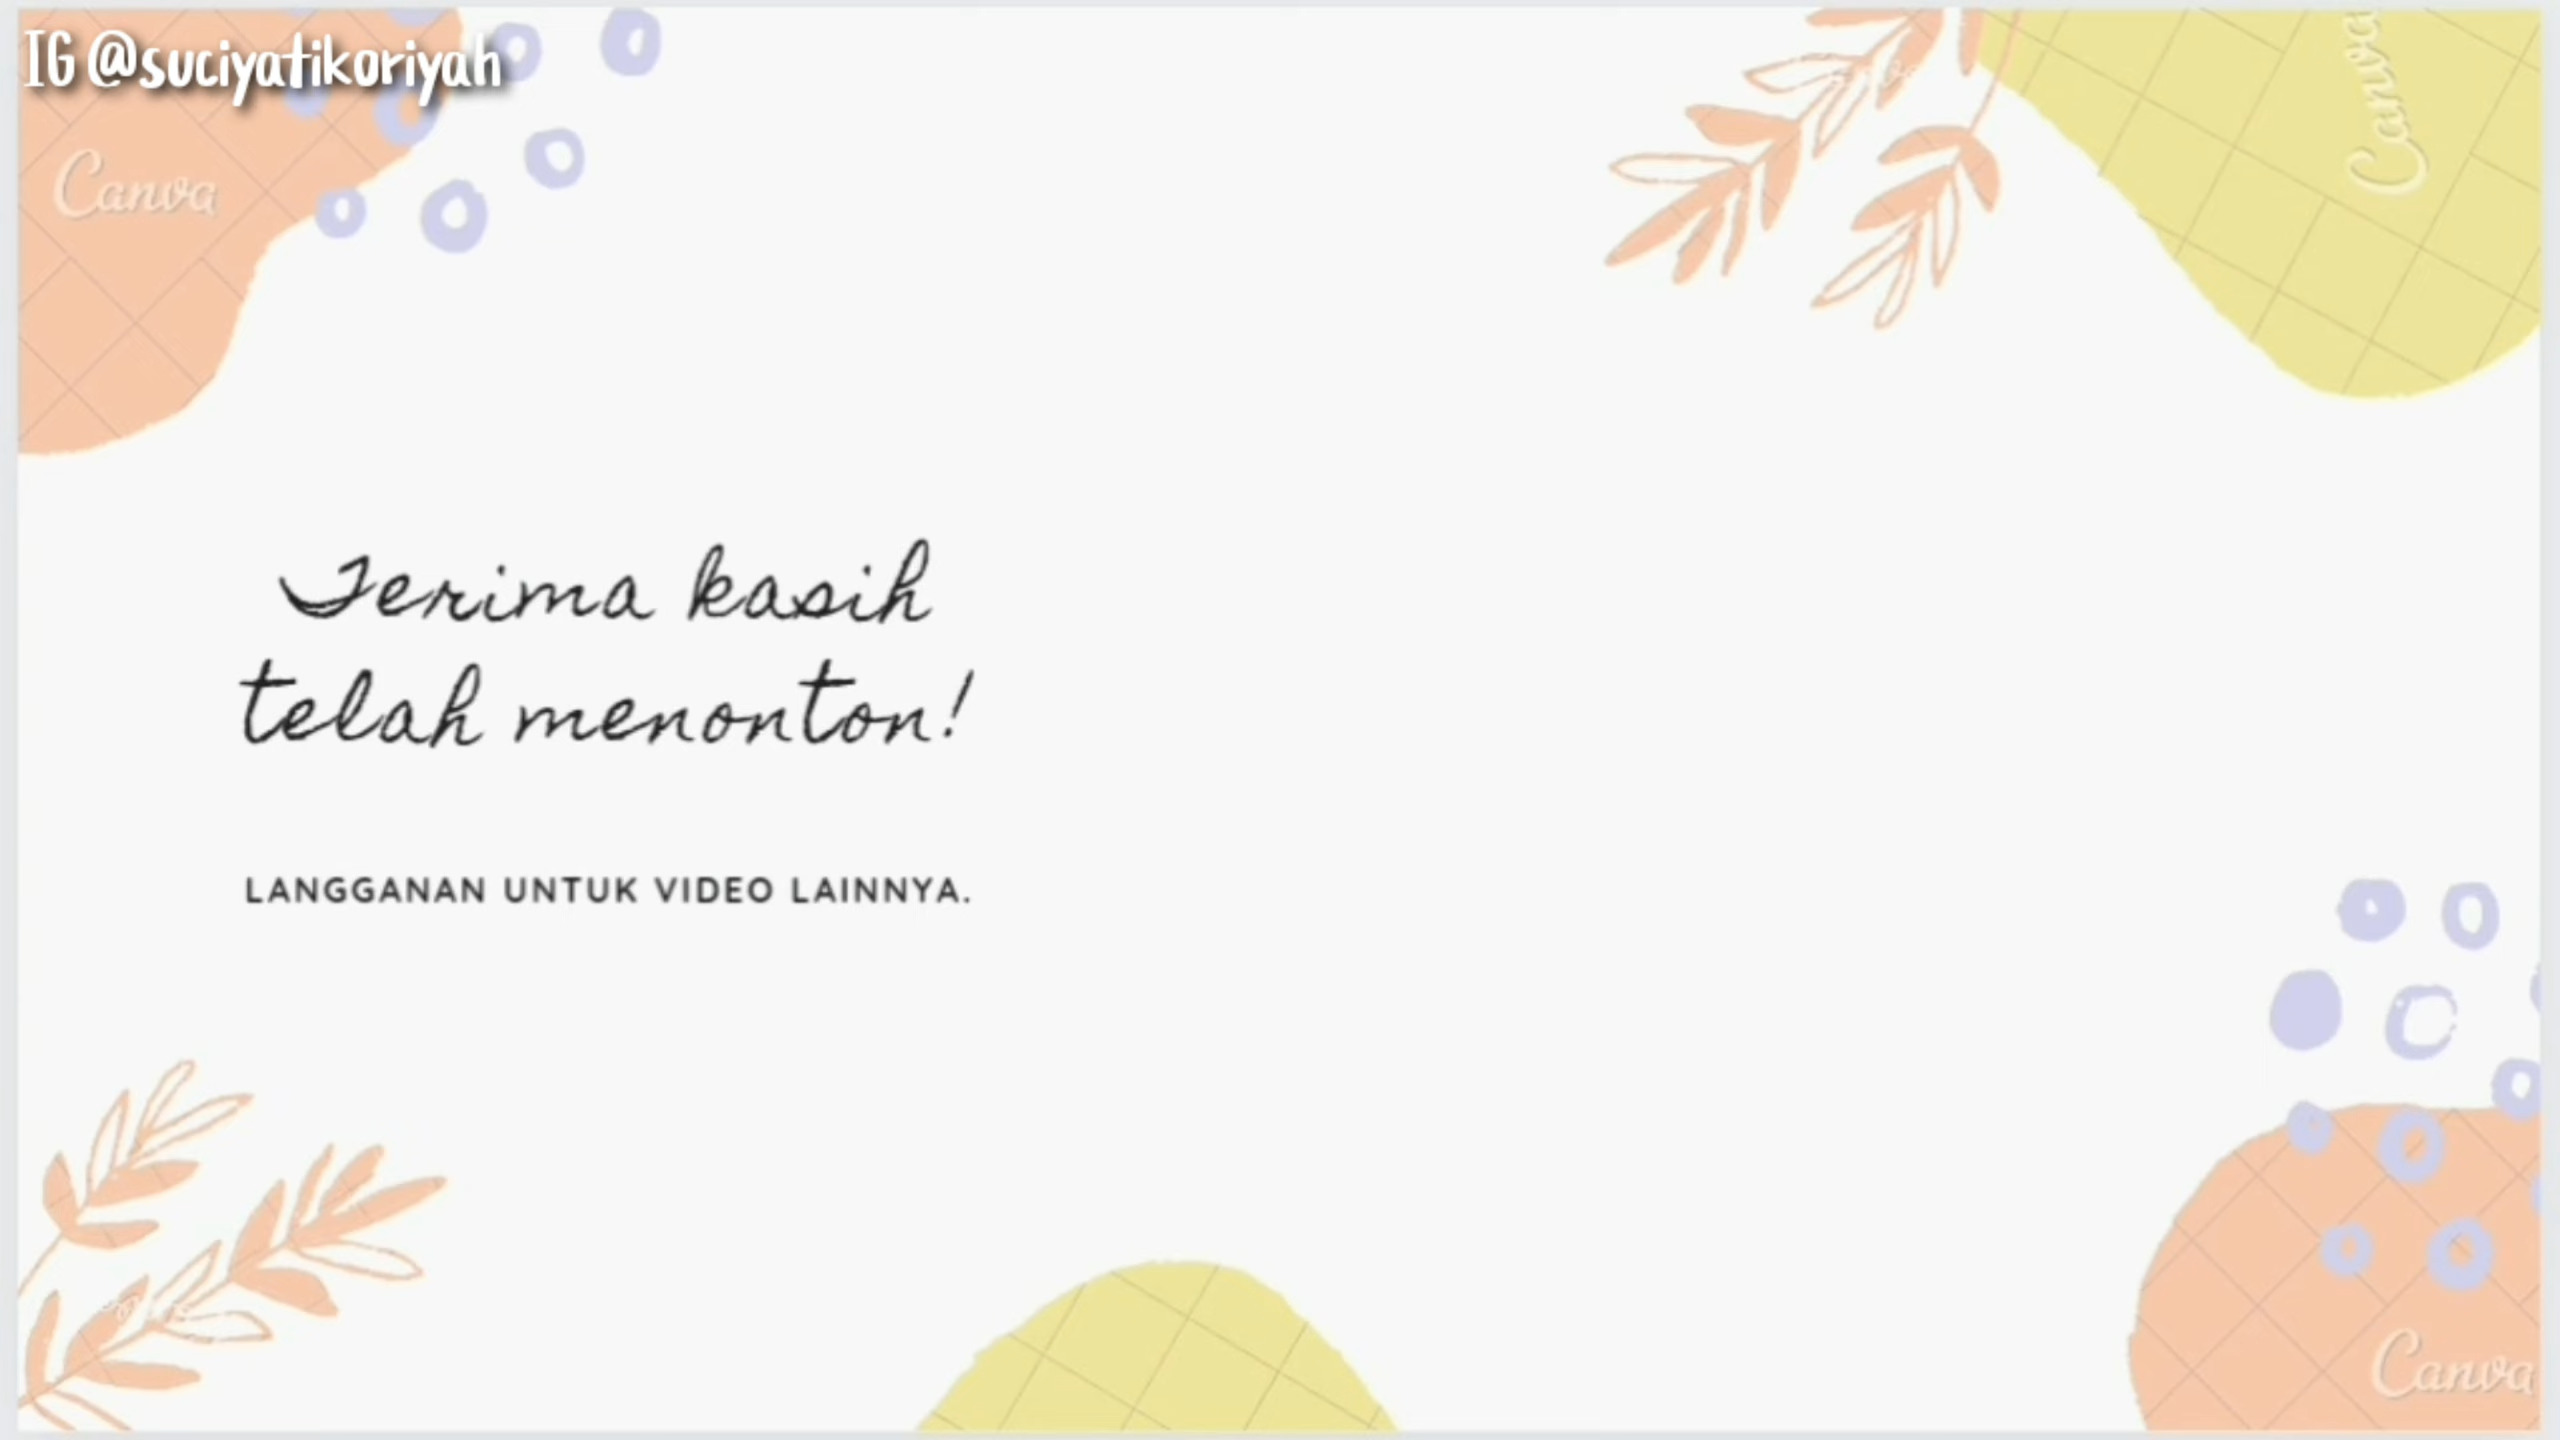 IG @suciyatikoriyah
Canva
Canva
Terima kasih
telah menonton!
LANGGANAN UNTUK VIDEO LAINNYA.
Canva